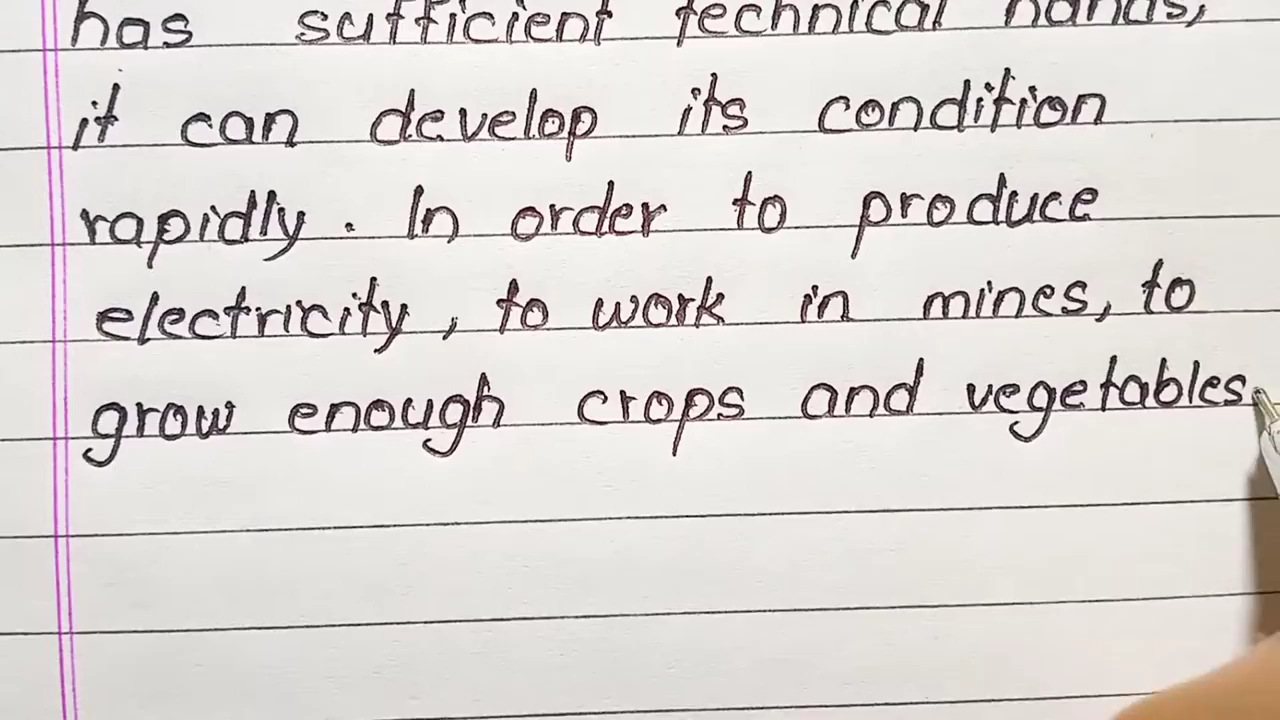 has sufficient technical hands,
it can develop its condition
rapidly. In order to produce
electricity, to work in mines, to
grow enough crops and vegetables